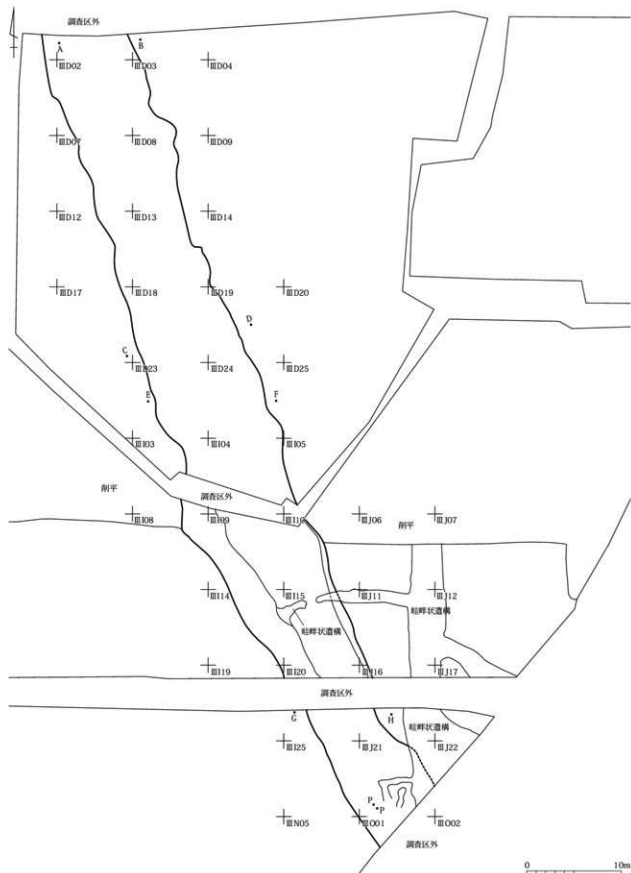 調査区外
A
B
ⅢD02
ⅢD03
ⅢD04
ⅢD07
ⅢD08
ⅢD09
ⅢD12
ⅢD13
ⅢD14
ⅢD17
ⅢD18
ⅢD19
ⅢD20
D
C
ⅢD23
ⅢD24
ⅢD25
E
F
ⅢI03
ⅢI04
ⅢI05
削平
調査区外
ⅢI08
ⅢI09
ⅢI10
ⅢJ06
ⅢJ07
削平
ⅢI14
ⅢI15
ⅢJ11
ⅢJ12
畦畔状遺構
畦畔状遺構
ⅢI19
ⅢI20
ⅢJ16
ⅢJ17
調査区外
G
H
畦畔状遺構
ⅢI25
ⅢJ21
ⅢJ22
P
P
ⅢN05
ⅢO01
ⅢO02
調査区外
0 10m